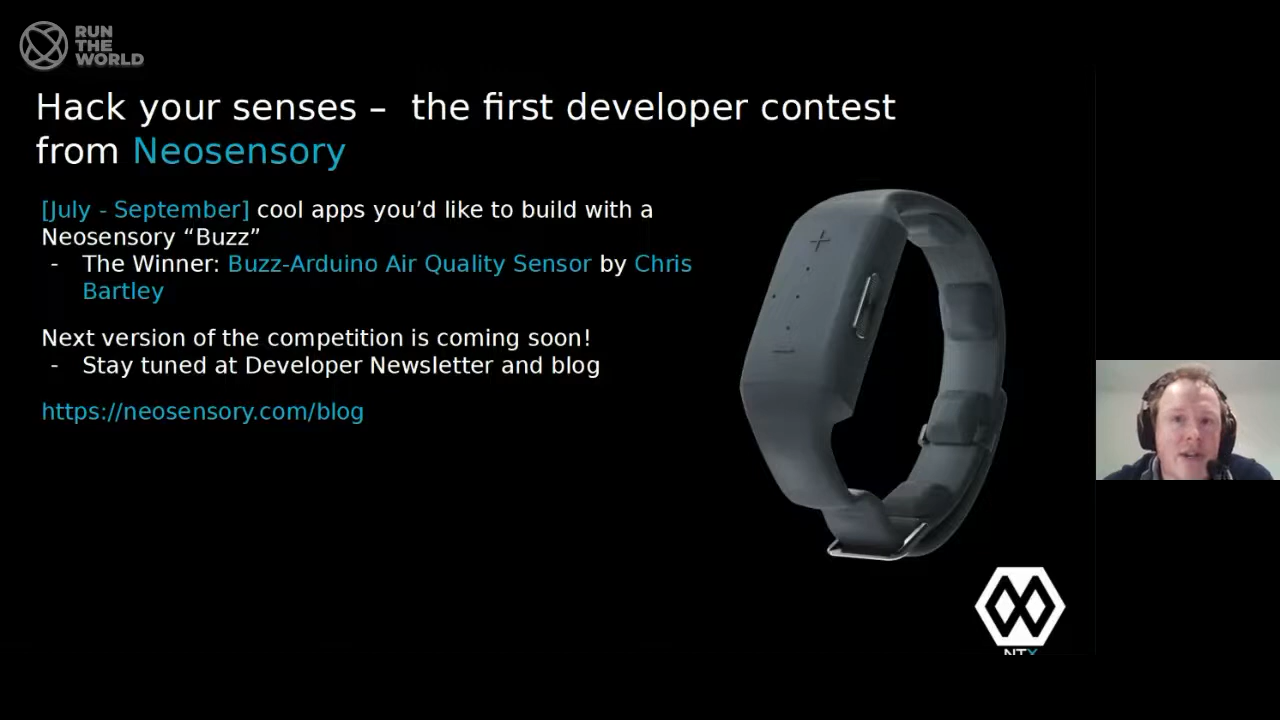 RUN
THE
WORLD
Hack your senses – the first developer contest
from Neosensory
[July - September] cool apps you’d like to build with a
Neosensory “Buzz”
- The Winner: Buzz-Arduino Air Quality Sensor by Chris
Bartley
Next version of the competition is coming soon!
- Stay tuned at Developer Newsletter and blog
https://neosensory.com/blog
NTX